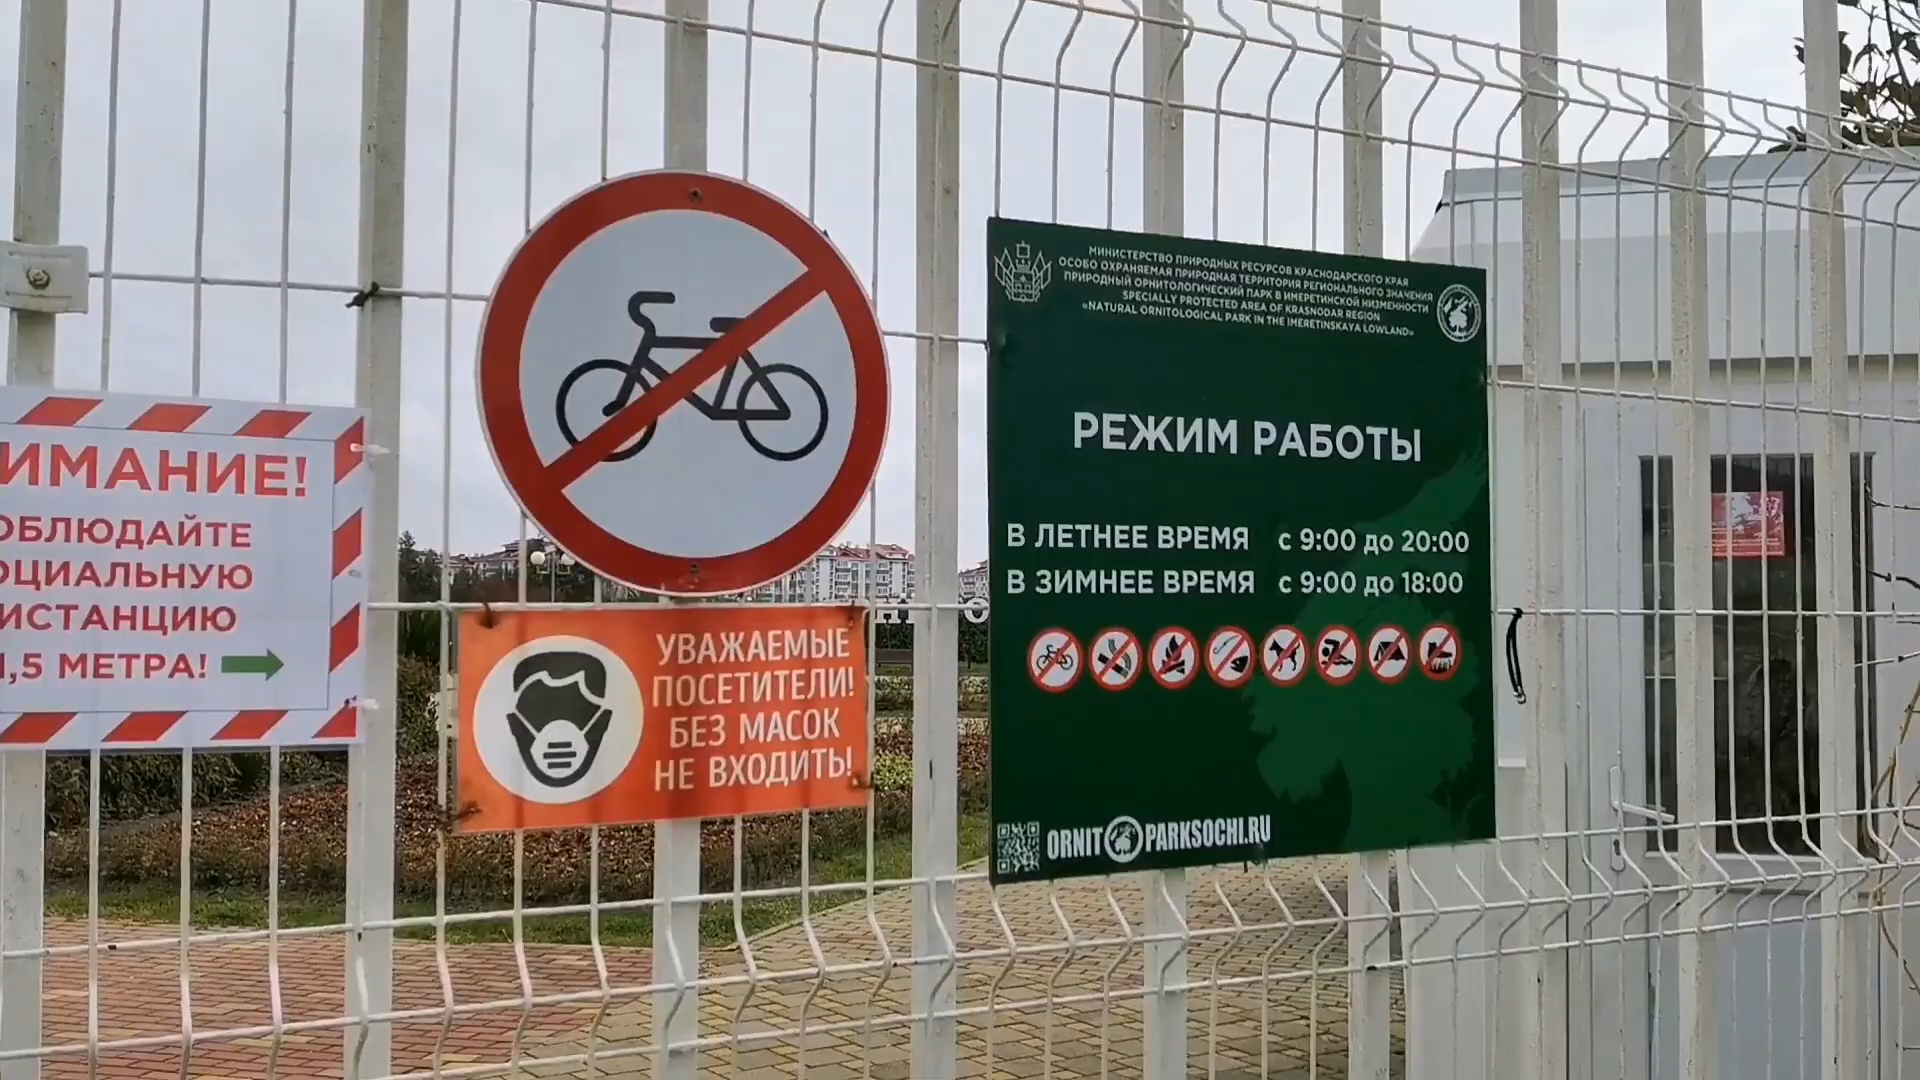 ИМАНИЕ!
ОБЛЮДАЙТЕ
ОЦИАЛЬНУЮ
ИСТАНЦИЮ
1,5 МЕТРА!
УВАЖАЕМЫЕ
ПОСЕТИТЕЛИ!
БЕЗ МАСОК
НЕ ВХОДИТЬ!
МИНИСТЕРСТВО ПРИРОДНЫХ РЕСУРСОВ КРАСНОДАРСКОГО КРАЯ
ОСОБО ОХРАНЯЕМАЯ ПРИРОДНАЯ ТЕРРИТОРИЯ РЕГИОНАЛЬНОГО ЗНАЧЕНИЯ
ПРИРОДНЫЙ ОРНИТОЛОГИЧЕСКИЙ ПАРК В ИМЕРЕТИНСКОЙ НИЗМЕННОСТИ
SPECIALLY PROTECTED AREA OF KRASNODAR REGION
«NATURAL ORNITOLOGICAL PARK IN THE IMERETINSKAYA LOWLAND»
РЕЖИМ РАБОТЫ
В ЛЕТНЕЕ ВРЕМЯ с 9:00 до 20:00
В ЗИМНЕЕ ВРЕМЯ с 9:00 до 18:00
ORNITOPARKSOCHI.RU